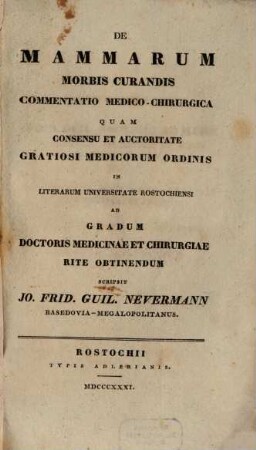 DE
MAMMARUM
MORBIS CURANDIS
COMMENTATIO MEDICO-CHIRURGICA
QUAM
CONSENSU ET AUCTORITATE
GRATIOSI MEDICORUM ORDINIS
IN
LITERARUM UNIVERSITATE ROSTOCHIENSI
AD
GRADUM
DOCTORIS MEDICINAE ET CHIRURGIAE
RITE OBTINENDUM
SCRIPSIT
JO. FRID. GUIL. NEVERMANN
BASEDOVIA-MEGALOPOLITANUS.
ROSTOCHII
TYPIS ADLERIANIS.
MDCCCXXXI.